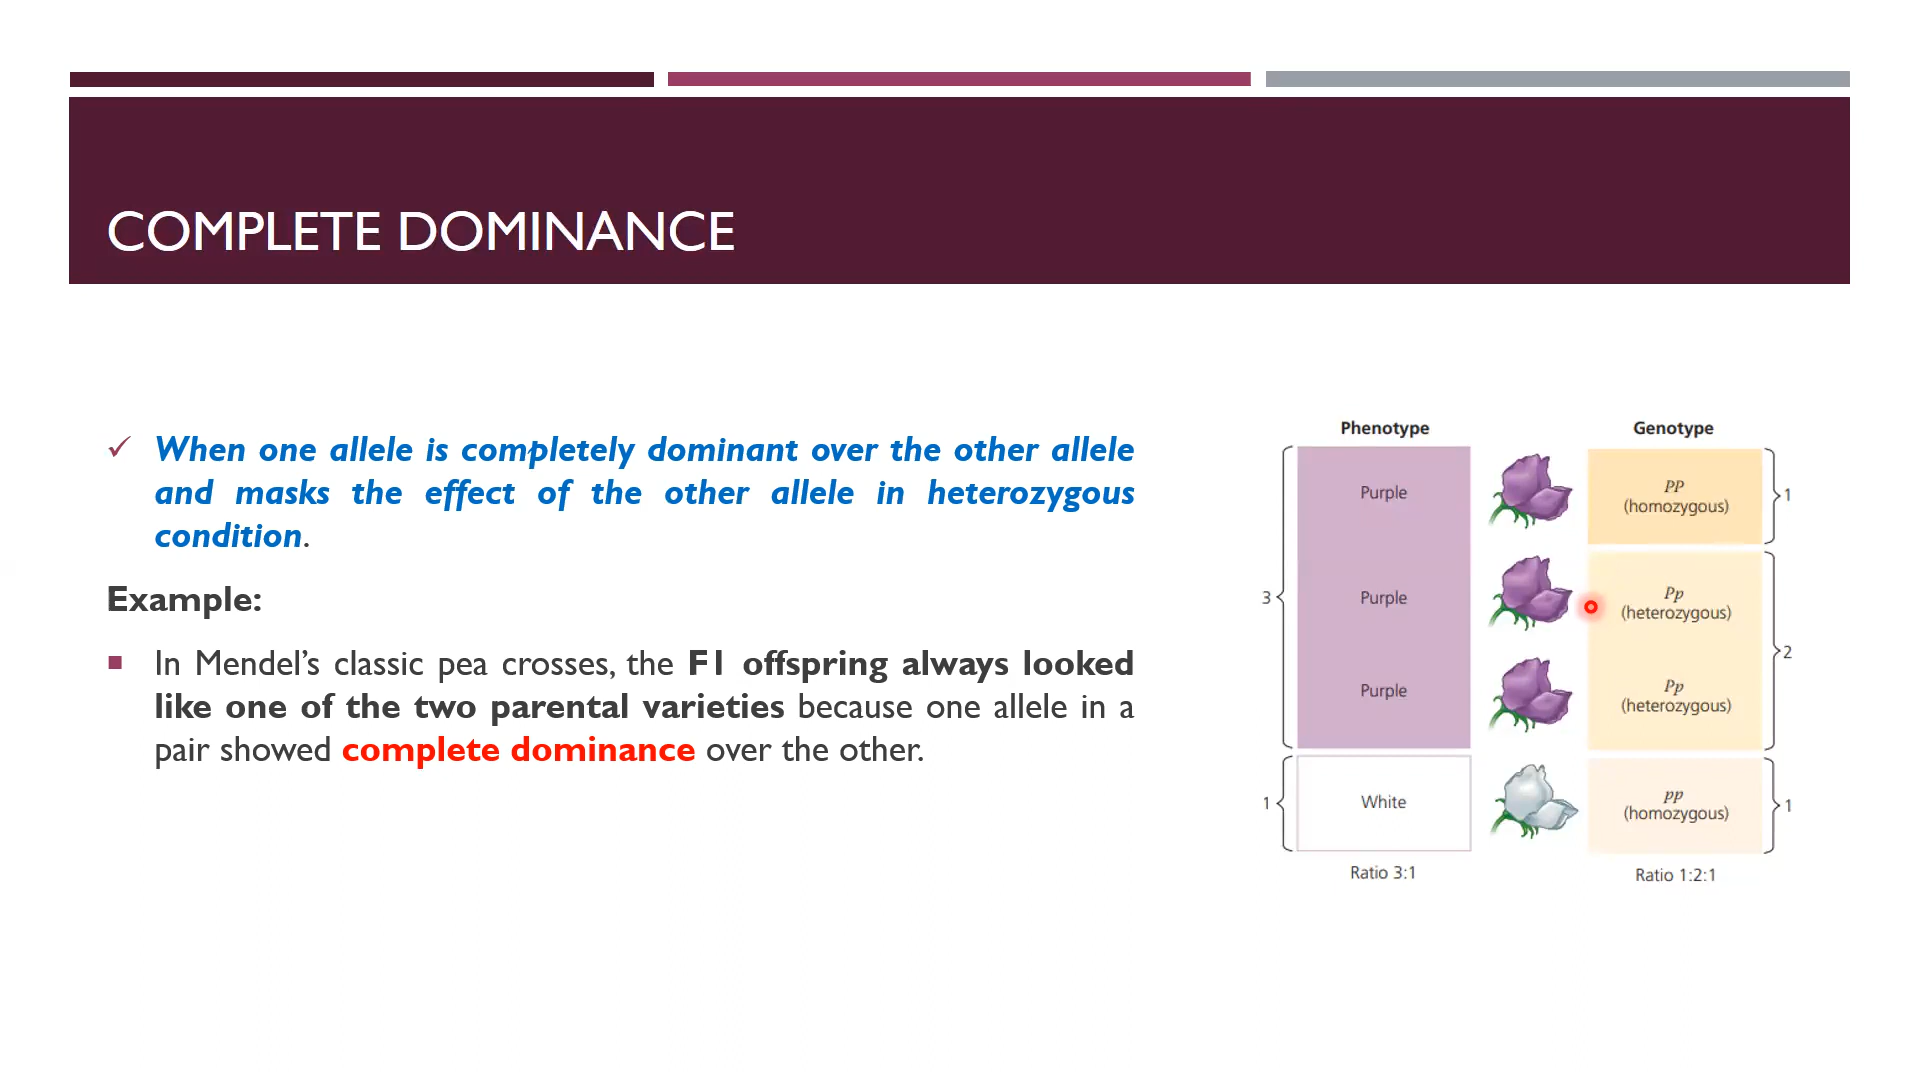 COMPLETE DOMINANCE
When one allele is completely dominant over the other allele
and masks the effect of the other allele in heterozygous
condition.
Example:
In Mendel’s classic pea crosses, the F1 offspring always looked
like one of the two parental varieties because one allele in a
pair showed complete dominance over the other.
Phenotype
Genotype
Purple
PP
(homozygous)
1
3
Purple
Pp
(heterozygous)
2
Purple
Pp
(heterozygous)
1
White
pp
(homozygous)
1
Ratio 3:1
Ratio 1:2:1